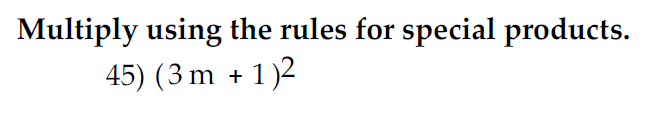 Multiply using the rules for special products.
45) (3 m + 1)²